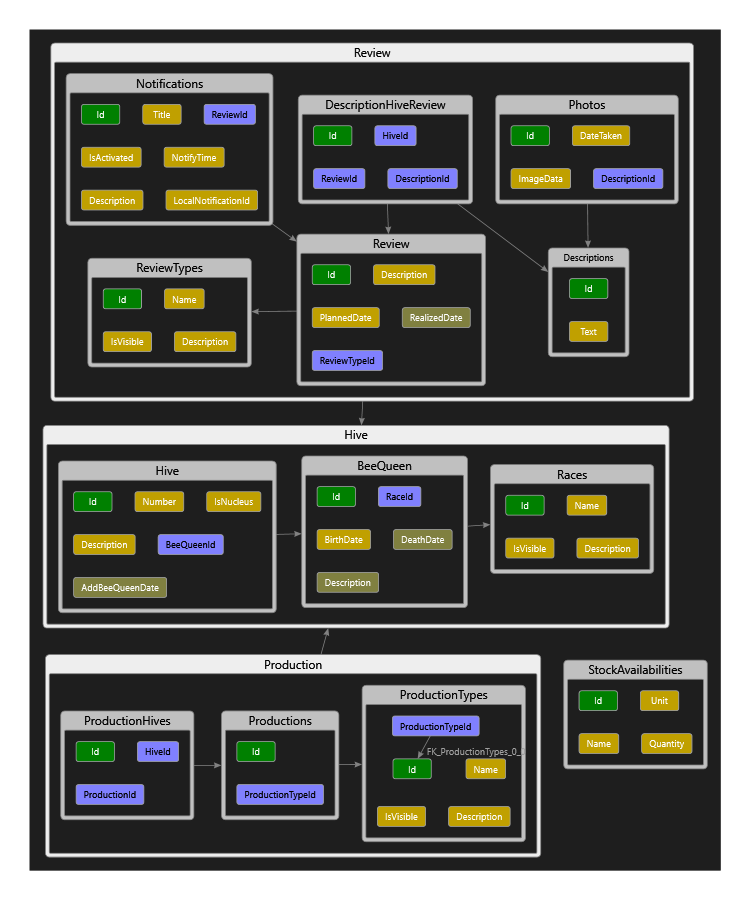 Review
Notifications
Id
Title
ReviewId
IsActivated
NotifyTime
Description
LocalNotificationId
DescriptionHiveReview
Id
HiveId
ReviewId
DescriptionId
Photos
Id
DateTaken
ImageData
DescriptionId
ReviewTypes
Id
Name
IsVisible
Description
Review
Id
Description
PlannedDate
RealizedDate
ReviewTypeId
Descriptions
Id
Text
Hive
Hive
Id
Number
IsNucleus
Description
BeeQueenId
AddBeeQueenDate
BeeQueen
Id
RaceId
BirthDate
DeathDate
Description
Races
Id
Name
IsVisible
Description
Production
ProductionHives
Id
HiveId
ProductionId
Productions
Id
ProductionTypeId
ProductionTypes
ProductionTypeId
FK_ProductionTypes_0_
Id
Name
IsVisible
Description
StockAvailabilities
Id
Unit
Name
Quantity